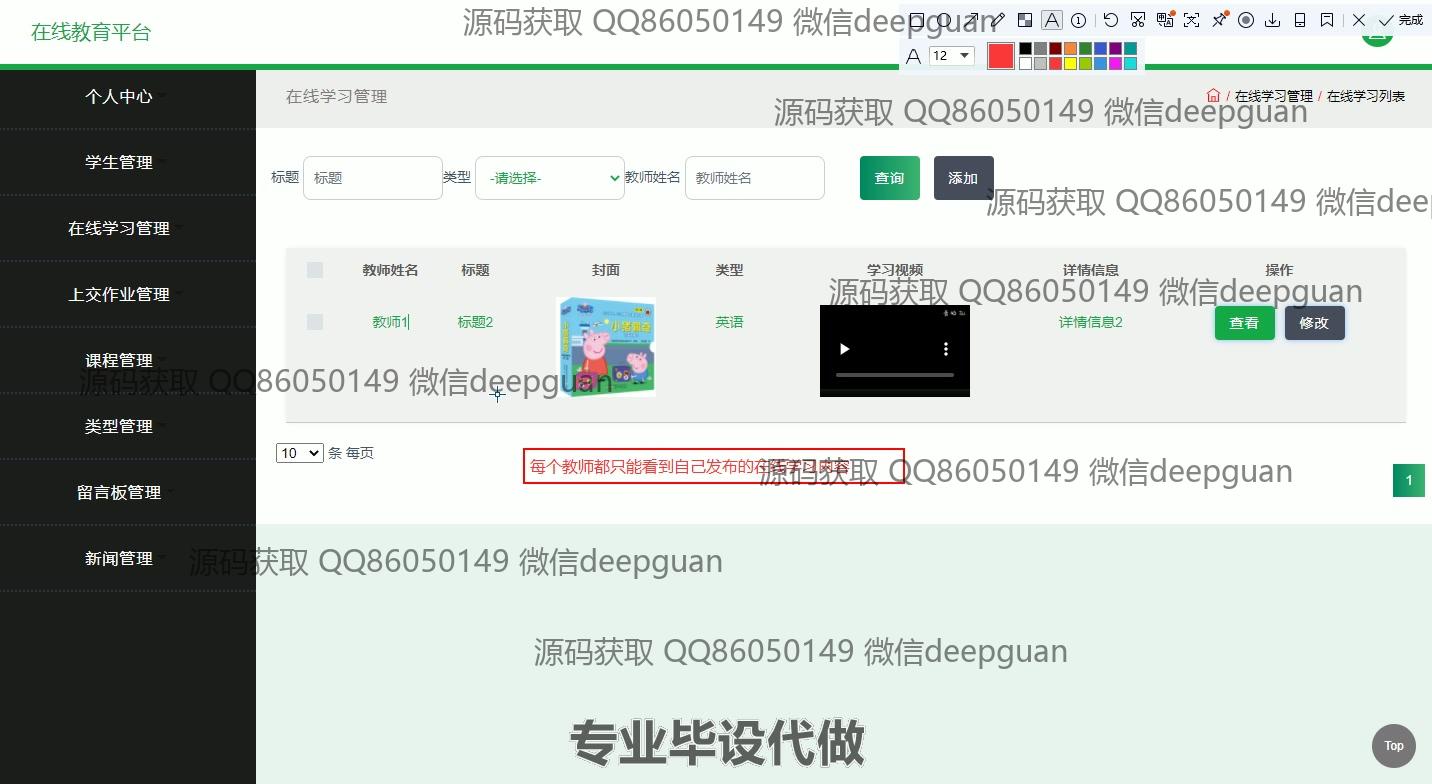 在线教育平台
源码获取 QQ86050149 微信deepguan
完成
A 12
个人中心
学生管理
在线学习管理
上交作业管理
课程管理
类型管理
留言板管理
新闻管理
在线学习管理
/ 在线学习管理 / 在线学习列表
源码获取 QQ86050149 微信deepguan
标题 标题 类型 -请选择- 教师姓名 教师姓名 查询 添加
源码获取 QQ86050149 微信dee
教师姓名 标题 封面 类型 学习视频 详情信息 操作
源码获取 QQ86050149 微信deepguan
教师1 标题2 英语 详情信息2 查看 修改
小猪佩奇
源码获取 QQ86050149 微信deepguan
10 条 每页
每个教师都只能看到自己发布的在线学习内容
源码获取 QQ86050149 微信deepguan
1
源码获取 QQ86050149 微信deepguan
源码获取 QQ86050149 微信deepguan
专业毕设代做
Top